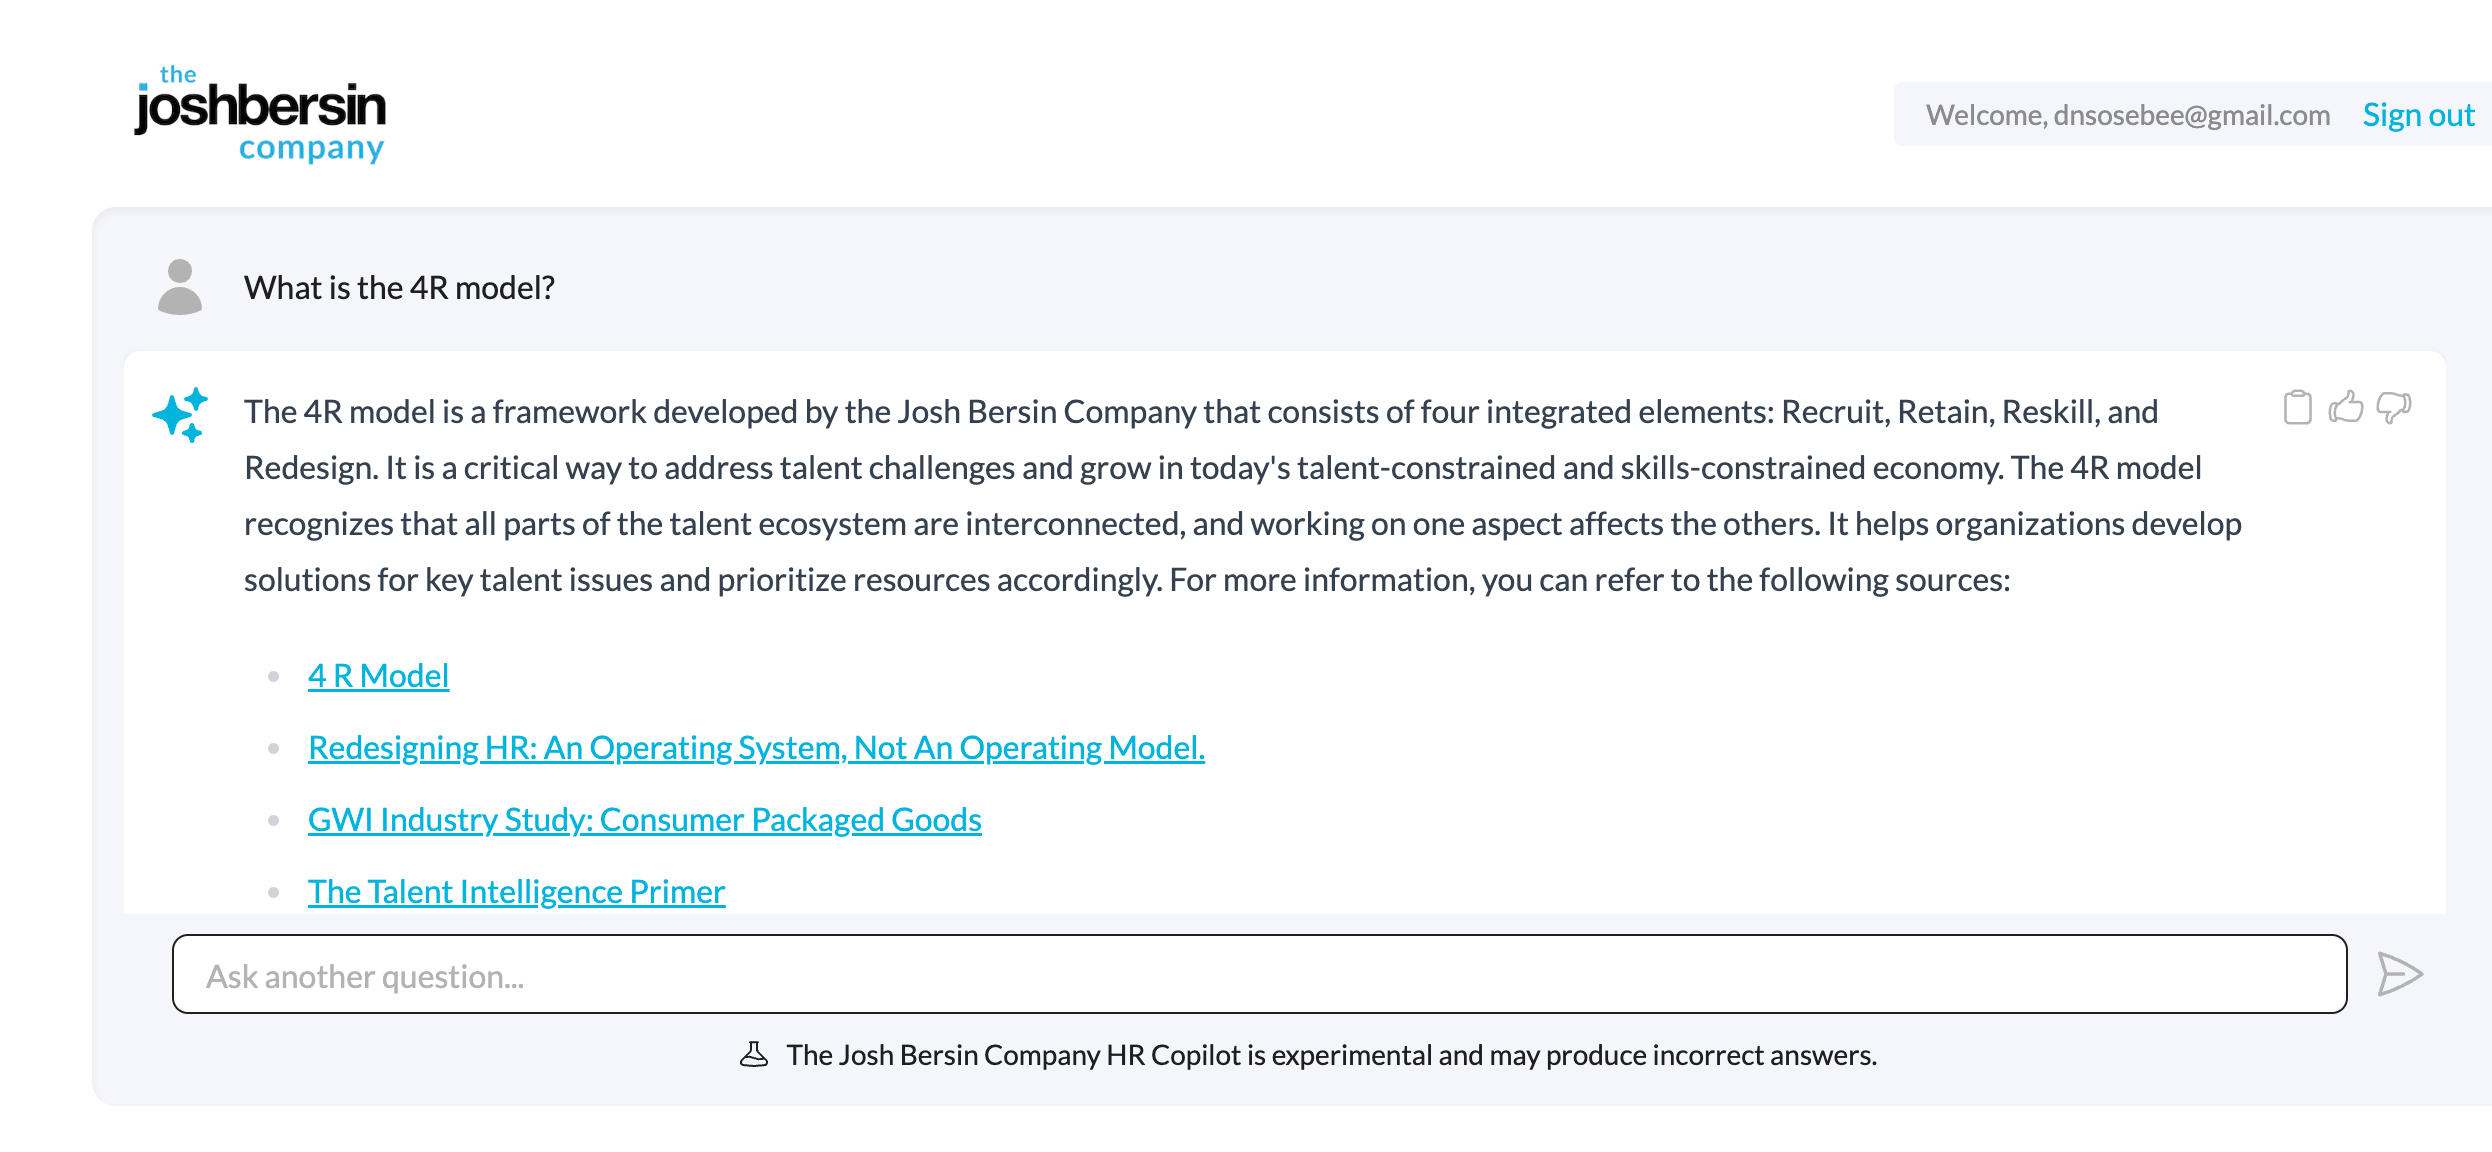 the
joshbersin
company
Welcome, dnsosebee@gmail.com Sign out
What is the 4R model?
The 4R model is a framework developed by the Josh Bersin Company that consists of four integrated elements: Recruit, Retain, Reskill, and
Redesign. It is a critical way to address talent challenges and grow in today's talent-constrained and skills-constrained economy. The 4R model
recognizes that all parts of the talent ecosystem are interconnected, and working on one aspect affects the others. It helps organizations develop
solutions for key talent issues and prioritize resources accordingly. For more information, you can refer to the following sources:
4 R Model
Redesigning HR: An Operating System, Not An Operating Model.
GWI Industry Study: Consumer Packaged Goods
The Talent Intelligence Primer
Ask another question...
The Josh Bersin Company HR Copilot is experimental and may produce incorrect answers.